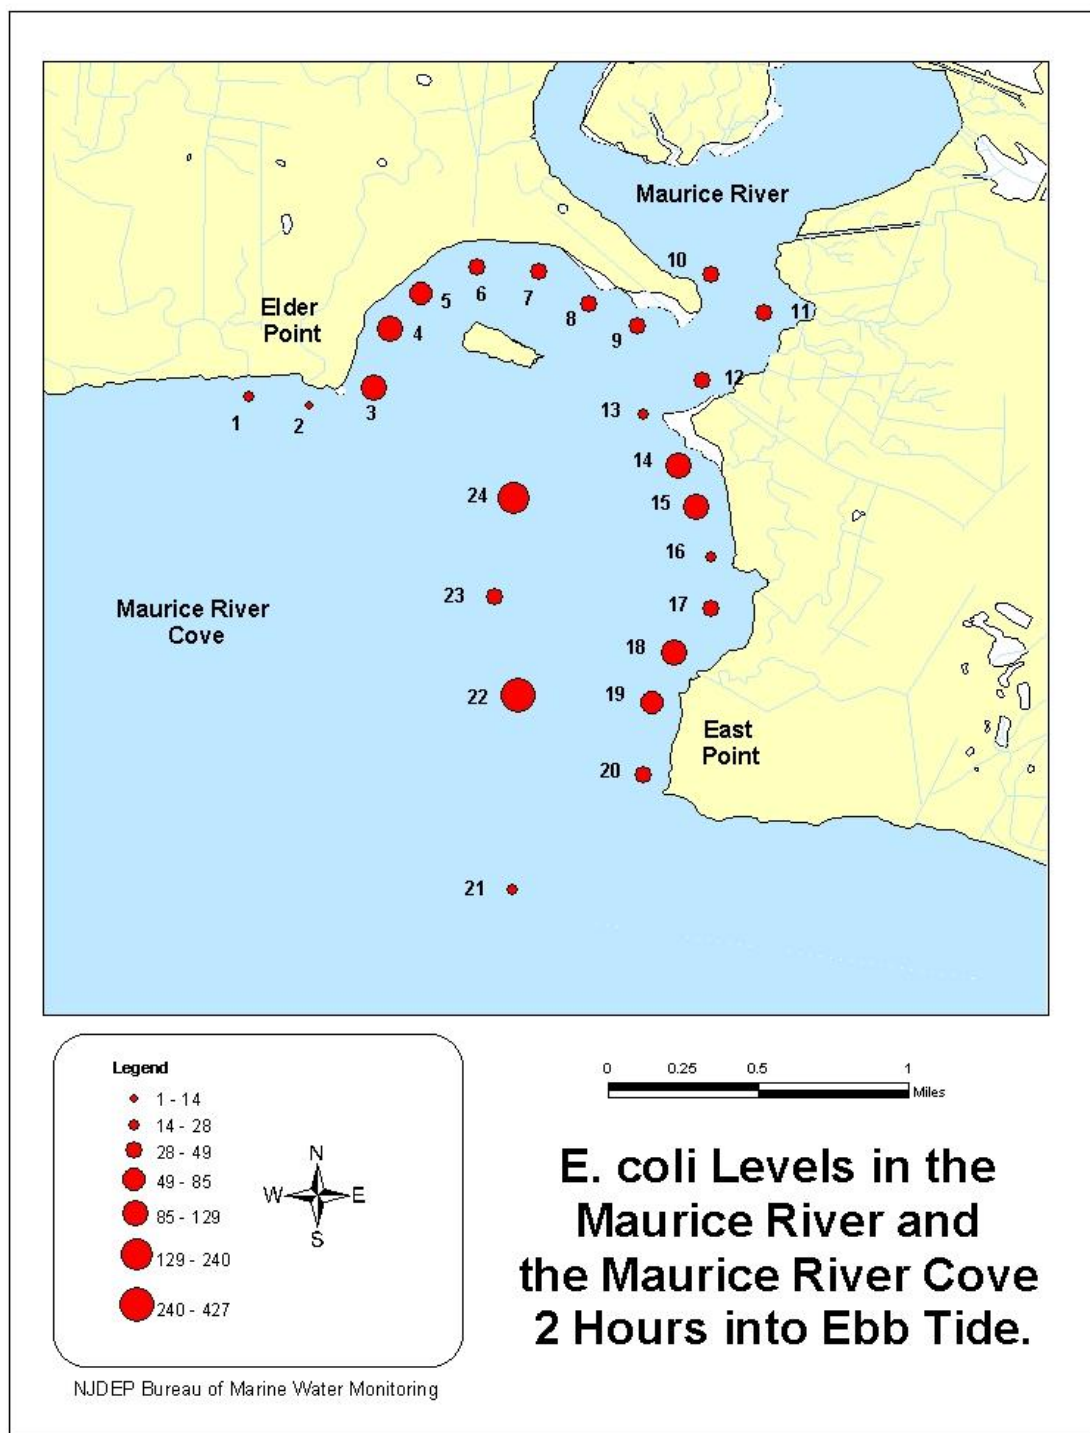 Maurice River
10
6
7
5
Elder
Point
8
11
4
9
12
1
2
3
13
14
24
15
16
23
Maurice River
Cove
17
18
22
19
East
Point
20
21
Legend
1 - 14
14 - 28
28 - 49
49 - 85
85 - 129
129 - 240
240 - 427
N
W E
S
0 0.25 0.5 1
Miles
E. coli Levels in the
Maurice River and
the Maurice River Cove
2 Hours into Ebb Tide.
NJDEP Bureau of Marine Water Monitoring